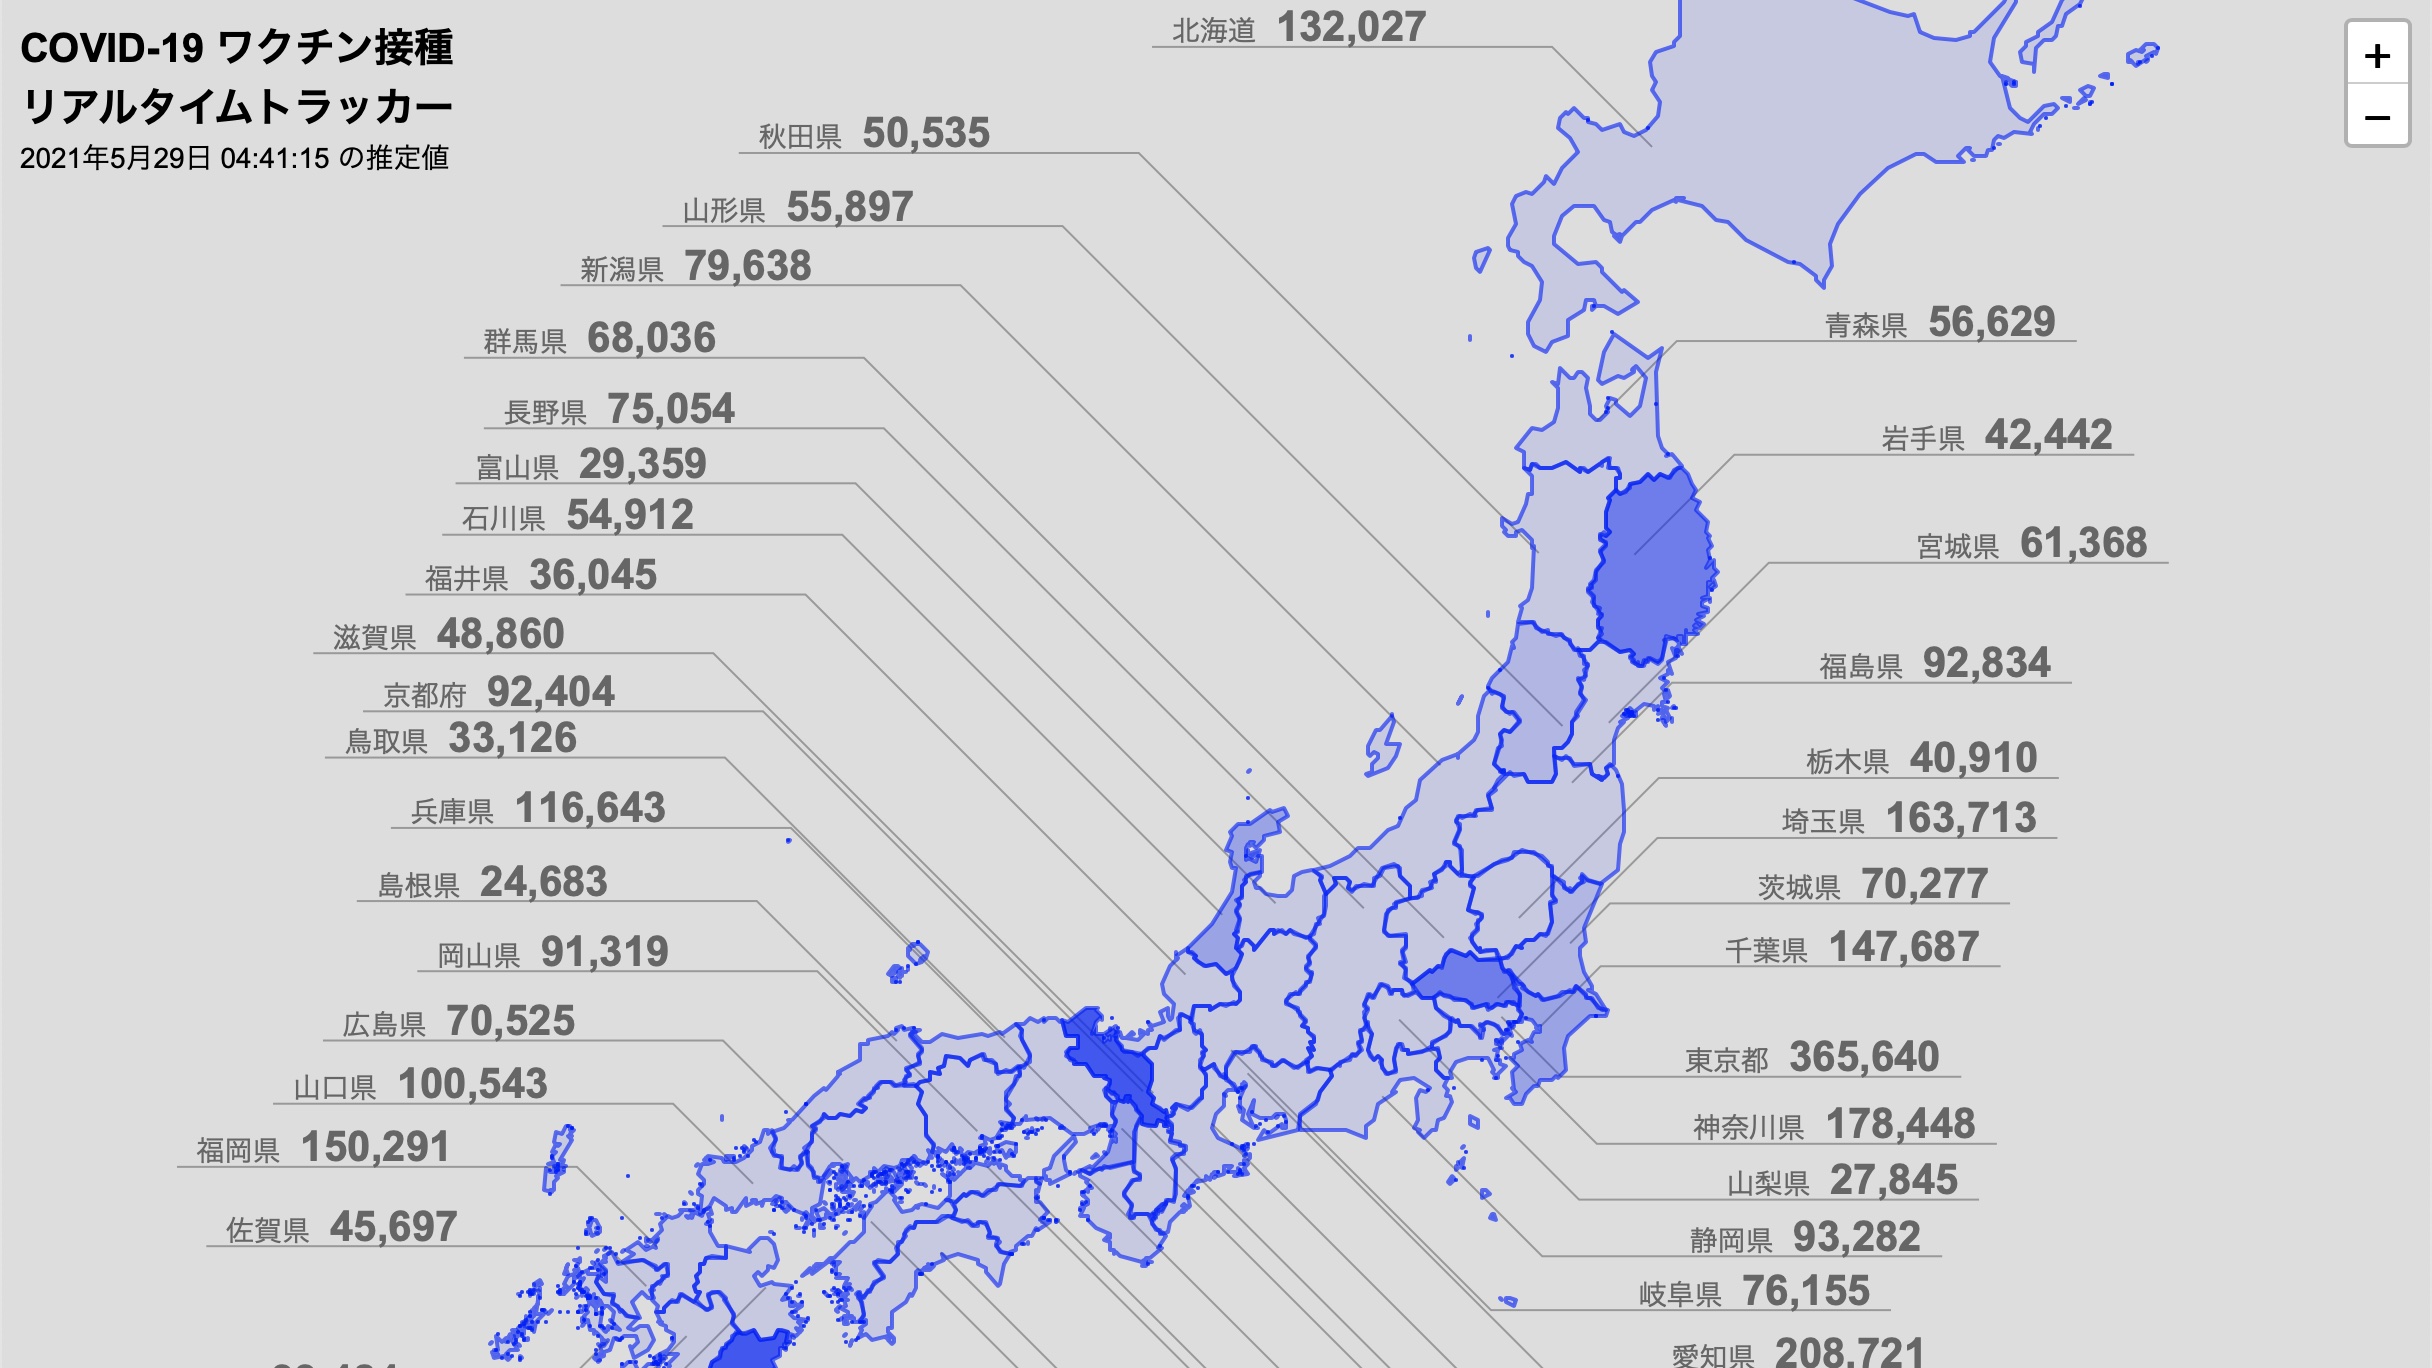 COVID-19 ワクチン接種
リアルタイムトラッカー
2021年5月29日 04:41:15 の推定値
+
−
北海道 132,027
秋田県 50,535
山形県 55,897
新潟県 79,638
群馬県 68,036
長野県 75,054
富山県 29,359
石川県 54,912
福井県 36,045
滋賀県 48,860
京都府 92,404
鳥取県 33,126
兵庫県 116,643
島根県 24,683
岡山県 91,319
広島県 70,525
山口県 100,543
福岡県 150,291
佐賀県 45,697
青森県 56,629
岩手県 42,442
宮城県 61,368
福島県 92,834
栃木県 40,910
埼玉県 163,713
茨城県 70,277
千葉県 147,687
東京都 365,640
神奈川県 178,448
山梨県 27,845
静岡県 93,282
岐阜県 76,155
愛知県 208,721